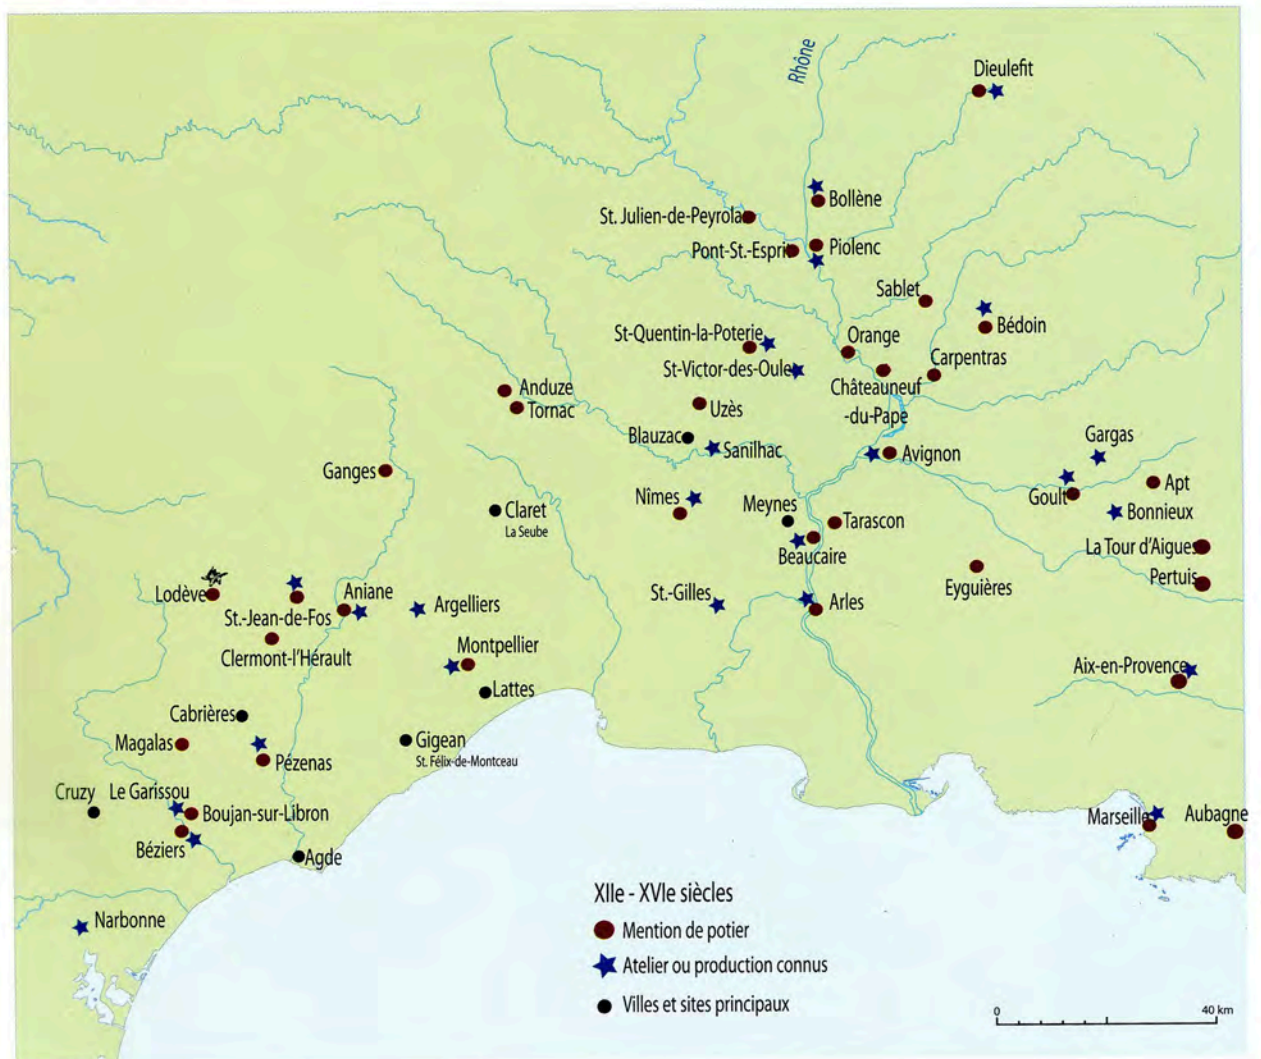 Rhône
Dieulefit
Bollène
St. Julien-de-Peyrola
Pont-St.-Esprit
Piolenc
Sablet
Bédoin
St-Quentin-la-Poterie
Orange
Carpentras
St-Victor-des-Oule
Châteauneuf
-du-Pape
Anduze
Tornac
Uzès
Blauzac
Sanilhac
Avignon
Gargas
Ganges
Goult
Apt
Nîmes
Meynes
Bonnieux
Claret
La Seube
Tarascon
Beaucaire
La Tour d'Aigues
Pertuis
Eyguières
Lodève
St.-Jean-de-Fos
Aniane
Argelliers
St.-Gilles
Arles
Clermont-l'Hérault
Montpellier
Aix-en-Provence
Lattes
Cabrières
Magalas
Pézenas
Gigean
St. Félix-de-Montceau
Cruzy
Le Garissou
Boujan-sur-Libron
Béziers
Agde
Marseille
Aubagne
Narbonne
XIIe - XVIe siècles
Mention de potier
Atelier ou production connus
Villes et sites principaux
0
40 km